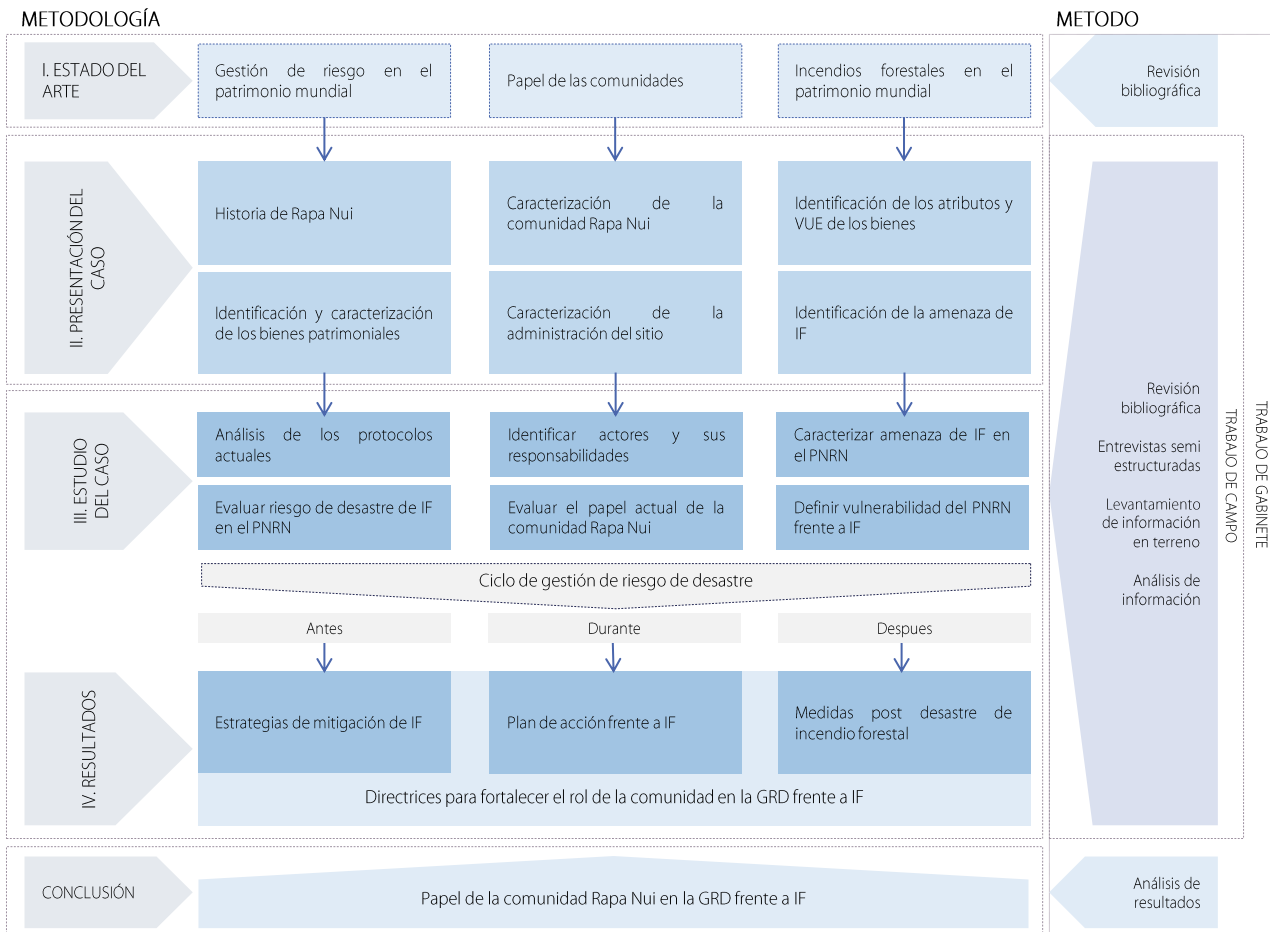 METODOLOGÍA
METODO
I. ESTADO DEL
ARTE
Gestión de riesgo en el
patrimonio mundial
Papel de las comunidades
Incendios forestales en el
patrimonio mundial
Revisión
bibliográfica
II. PRESENTACIÓN DEL
CASO
Historia de Rapa Nui
Caracterización de la
comunidad Rapa Nui
Identificación de los atributos y
VUE de los bienes
Identificación y caracterización
de los bienes patrimoniales
Caracterización de la
administración del sitio
Identificación de la amenaza de
IF
III. ESTUDIO
DEL CASO
Análisis de los protocolos
actuales
Identificar actores y sus
responsabilidades
Caracterizar amenaza de IF en
el PNRN
Evaluar riesgo de desastre de IF
en el PNRN
Evaluar el papel actual de la
comunidad Rapa Nui
Definir vulnerabilidad del PNRN
frente a IF
Revisión
bibliográfica
Entrevistas semi
estructuradas
Levantamiento
de información
en terreno
Análisis de
información
TRABAJO DE CAMPO
TRABAJO DE GABINETE
Ciclo de gestión de riesgo de desastre
Antes
Durante
Despues
IV. RESULTADOS
Estrategias de mitigación de IF
Plan de acción frente a IF
Medidas post desastre de
incendio forestal
Directrices para fortalecer el rol de la comunidad en la GRD frente a IF
CONCLUSIÓN
Papel de la comunidad Rapa Nui en la GRD frente a IF
Análisis de
resultados